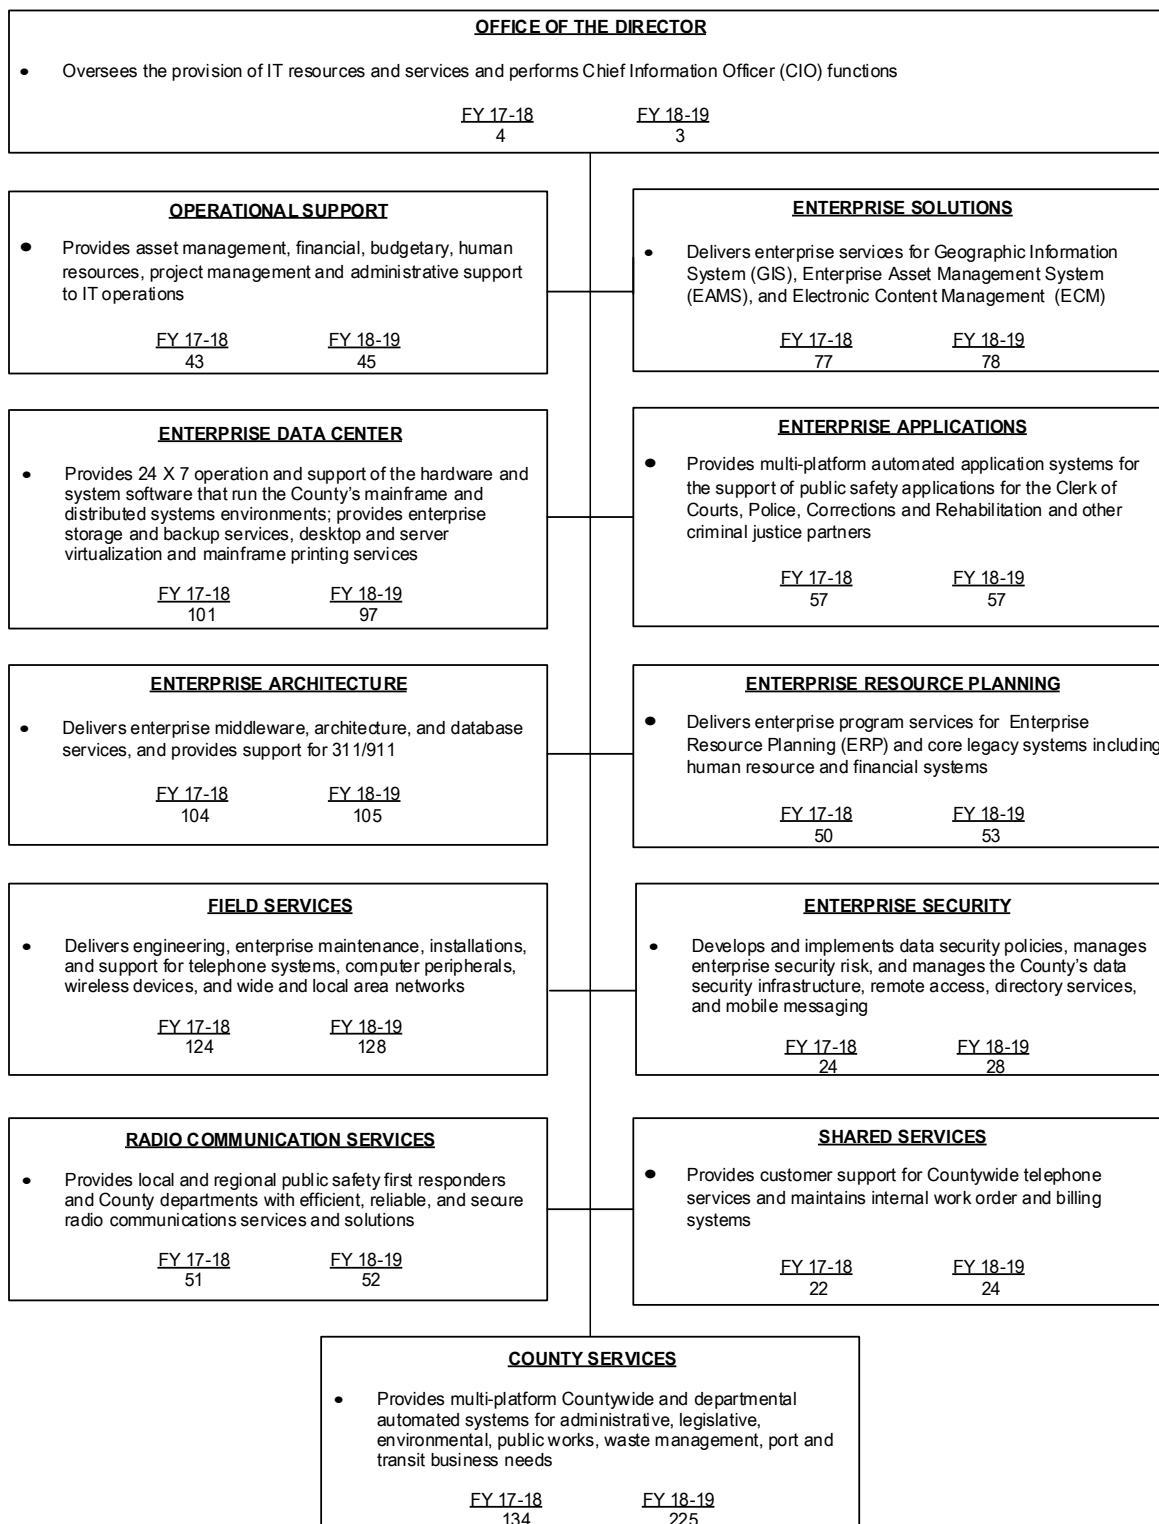 OFFICE OF THE DIRECTOR
• Oversees the provision of IT resources and services and performs Chief Information Officer (CIO) functions
FY 17-18 FY 18-19
4 3
OPERATIONAL SUPPORT
• Provides asset management, financial, budgetary, human
resources, project management and administrative support
to IT operations
FY 17-18 FY 18-19
43 45
ENTERPRISE SOLUTIONS
• Delivers enterprise services for Geographic Information
System (GIS), Enterprise Asset Management System
(EAMS), and Electronic Content Management (ECM)
FY 17-18 FY 18-19
77 78
ENTERPRISE DATA CENTER
• Provides 24 X 7 operation and support of the hardware and
system software that run the County's mainframe and
distributed systems environments; provides enterprise
storage and backup services, desktop and server
virtualization and mainframe printing services
FY 17-18 FY 18-19
101 97
ENTERPRISE APPLICATIONS
• Provides multi-platform automated application systems for
the support of public safety applications for the Clerk of
Courts, Police, Corrections and Rehabilitation and other
criminal justice partners
FY 17-18 FY 18-19
57 57
ENTERPRISE ARCHITECTURE
• Delivers enterprise middleware, architecture, and database
services, and provides support for 311/911
FY 17-18 FY 18-19
104 105
ENTERPRISE RESOURCE PLANNING
• Delivers enterprise program services for Enterprise
Resource Planning (ERP) and core legacy systems including
human resource and financial systems
FY 17-18 FY 18-19
50 53
FIELD SERVICES
• Delivers engineering, enterprise maintenance, installations,
and support for telephone systems, computer peripherals,
wireless devices, and wide and local area networks
FY 17-18 FY 18-19
124 128
ENTERPRISE SECURITY
• Develops and implements data security policies, manages
enterprise security risk, and manages the County's data
security infrastructure, remote access, directory services,
and mobile messaging
FY 17-18 FY 18-19
24 28
RADIO COMMUNICATION SERVICES
• Provides local and regional public safety first responders
and County departments with efficient, reliable, and secure
radio communications services and solutions
FY 17-18 FY 18-19
51 52
SHARED SERVICES
• Provides customer support for Countywide telephone
services and maintains internal work order and billing
systems
FY 17-18 FY 18-19
22 24
COUNTY SERVICES
• Provides multi-platform Countywide and departmental
automated systems for administrative, legislative,
environmental, public works, waste management, port and
transit business needs
FY 17-18 FY 18-19
134 225